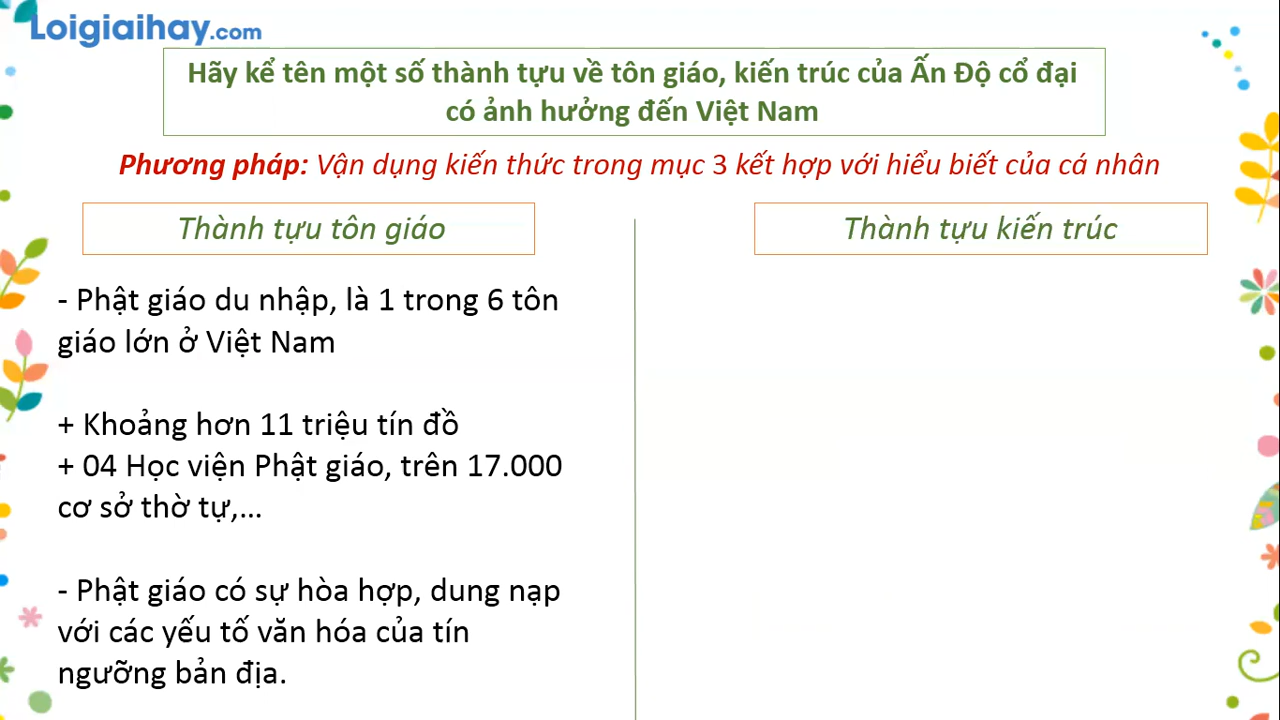 Loigiaihay.com
Hãy kể tên một số thành tựu về tôn giáo, kiến trúc của Ấn Độ cổ đại
có ảnh hưởng đến Việt Nam
Phương pháp: Vận dụng kiến thức trong mục 3 kết hợp với hiểu biết của cá nhân
Thành tựu tôn giáo
Thành tựu kiến trúc
- Phật giáo du nhập, là 1 trong 6 tôn
giáo lớn ở Việt Nam
+ Khoảng hơn 11 triệu tín đồ
+ 04 Học viện Phật giáo, trên 17.000
cơ sở thờ tự,...
- Phật giáo có sự hòa hợp, dung nạp
với các yếu tố văn hóa của tín
ngưỡng bản địa.